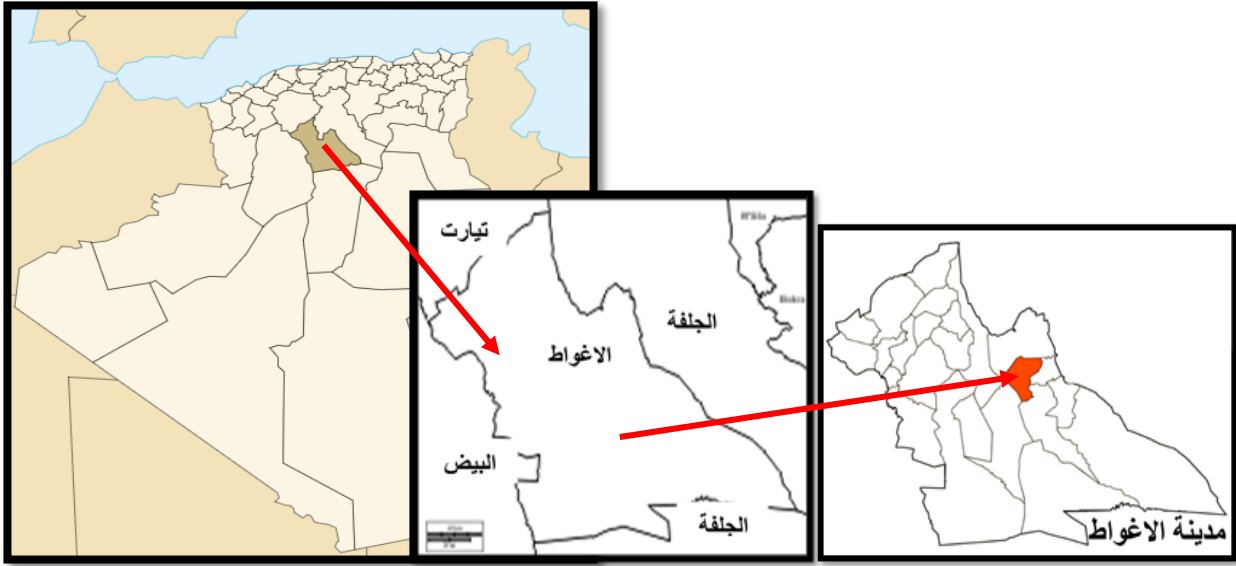 تيارت
الجلفة
الاغواط
البيض
الجلفة
مدينة الاغواط